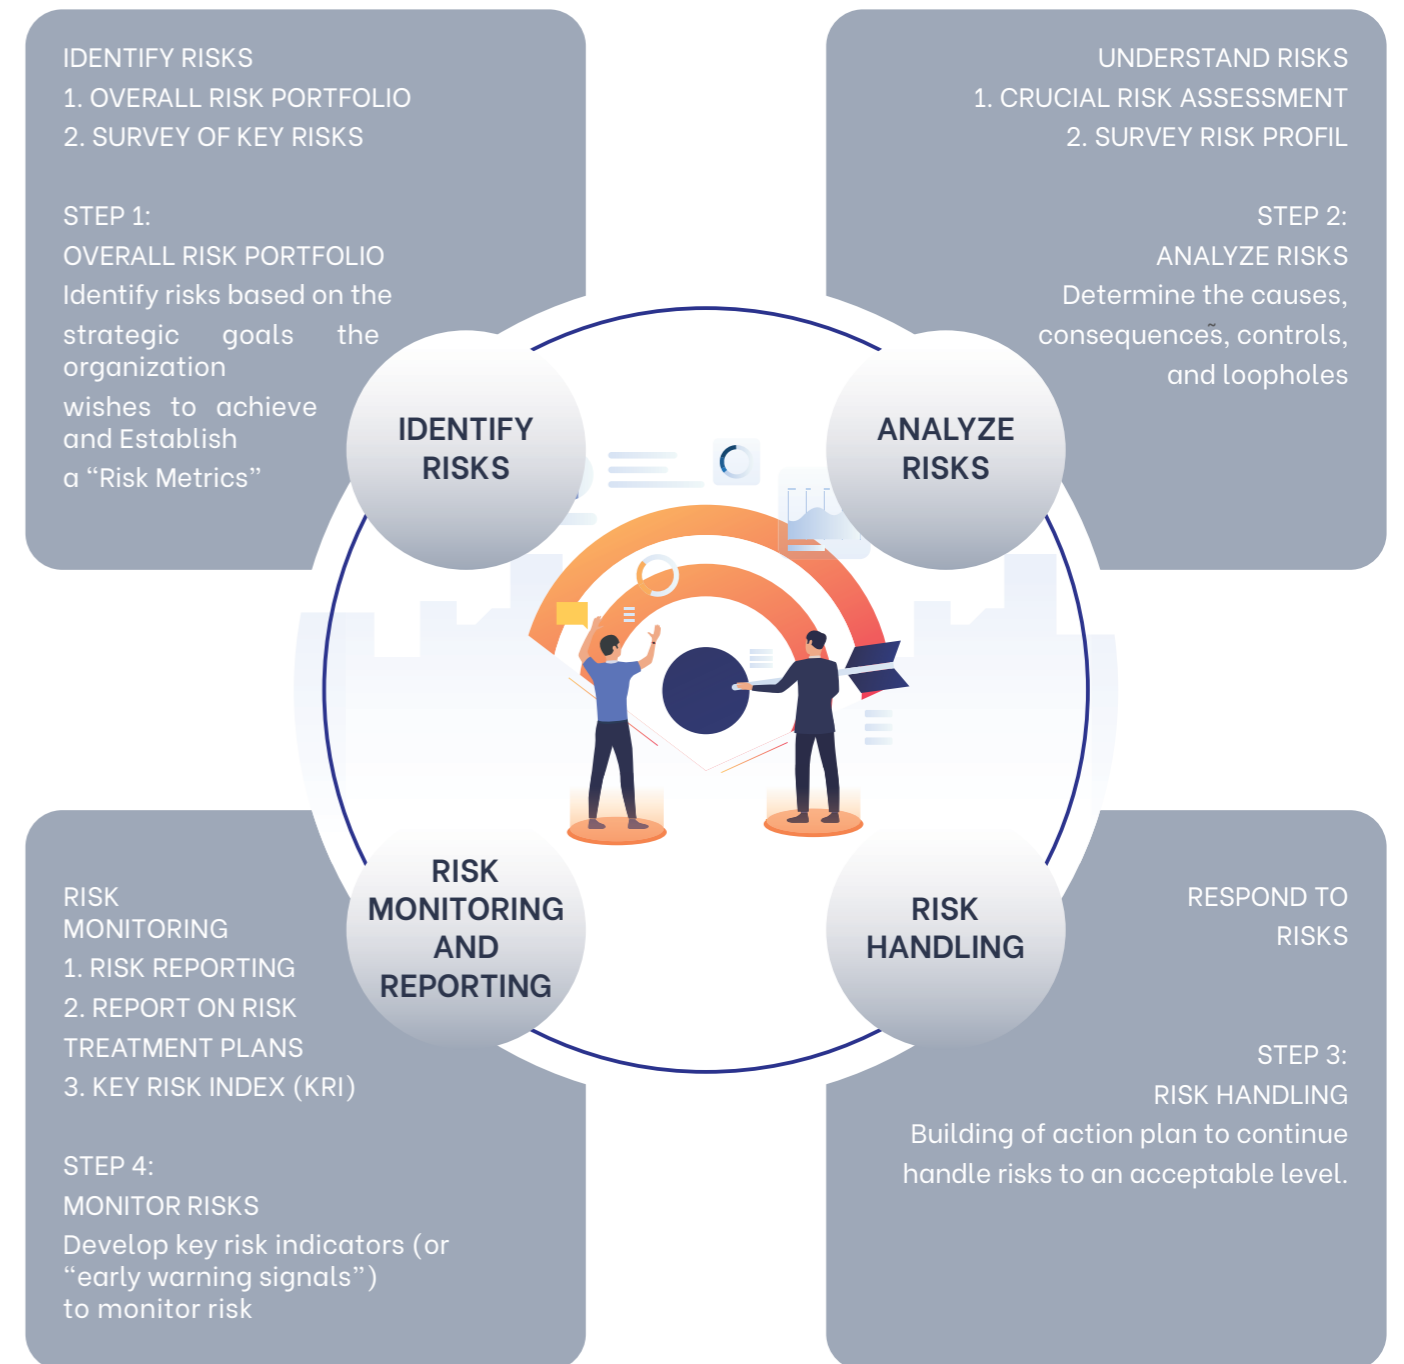 IDENTIFY RISKS
1. OVERALL RISK PORTFOLIO
2. SURVEY OF KEY RISKS
STEP 1:
OVERALL RISK PORTFOLIO
Identify risks based on the
strategic goals the
organization
wishes to achieve
and Establish
a “Risk Metrics”
IDENTIFY
RISKS
UNDERSTAND RISKS
1. CRUCIAL RISK ASSESSMENT
2. SURVEY RISK PROFIL
STEP 2:
ANALYZE RISKS
Determine the causes,
consequences, controls,
and loopholes
ANALYZE
RISKS
RISK
MONITORING
1. RISK REPORTING
2. REPORT ON RISK
TREATMENT PLANS
3. KEY RISK INDEX (KRI)
STEP 4:
MONITOR RISKS
Develop key risk indicators (or
“early warning signals”)
to monitor risk
RISK
MONITORING
AND
REPORTING
RESPOND TO
RISKS
STEP 3:
RISK HANDLING
Building of action plan to continue
handle risks to an acceptable level.
RISK
HANDLING